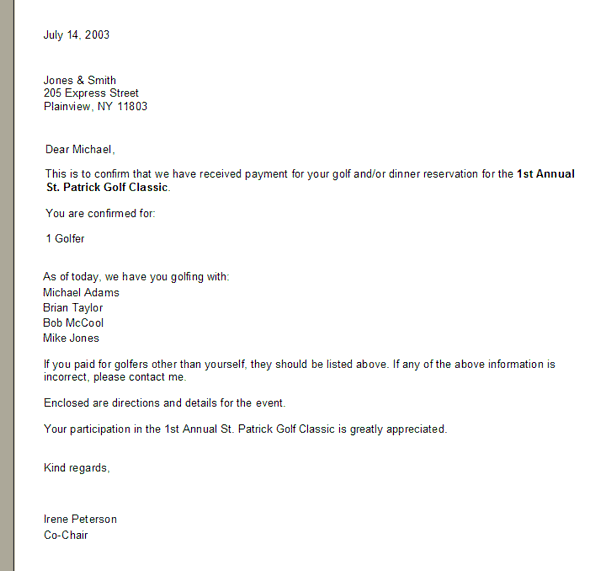 July 14, 2003
Jones & Smith
205 Express Street
Plainview, NY 11803
Dear Michael,
This is to confirm that we have received payment for your golf and/or dinner reservation for the 1st Annual
St. Patrick Golf Classic.
You are confirmed for:
1 Golfer
As of today, we have you golfing with:
Michael Adams
Brian Taylor
Bob McCool
Mike Jones
If you paid for golfers other than yourself, they should be listed above. If any of the above information is
incorrect, please contact me.
Enclosed are directions and details for the event.
Your participation in the 1st Annual St. Patrick Golf Classic is greatly appreciated.
Kind regards,
Irene Peterson
Co-Chair